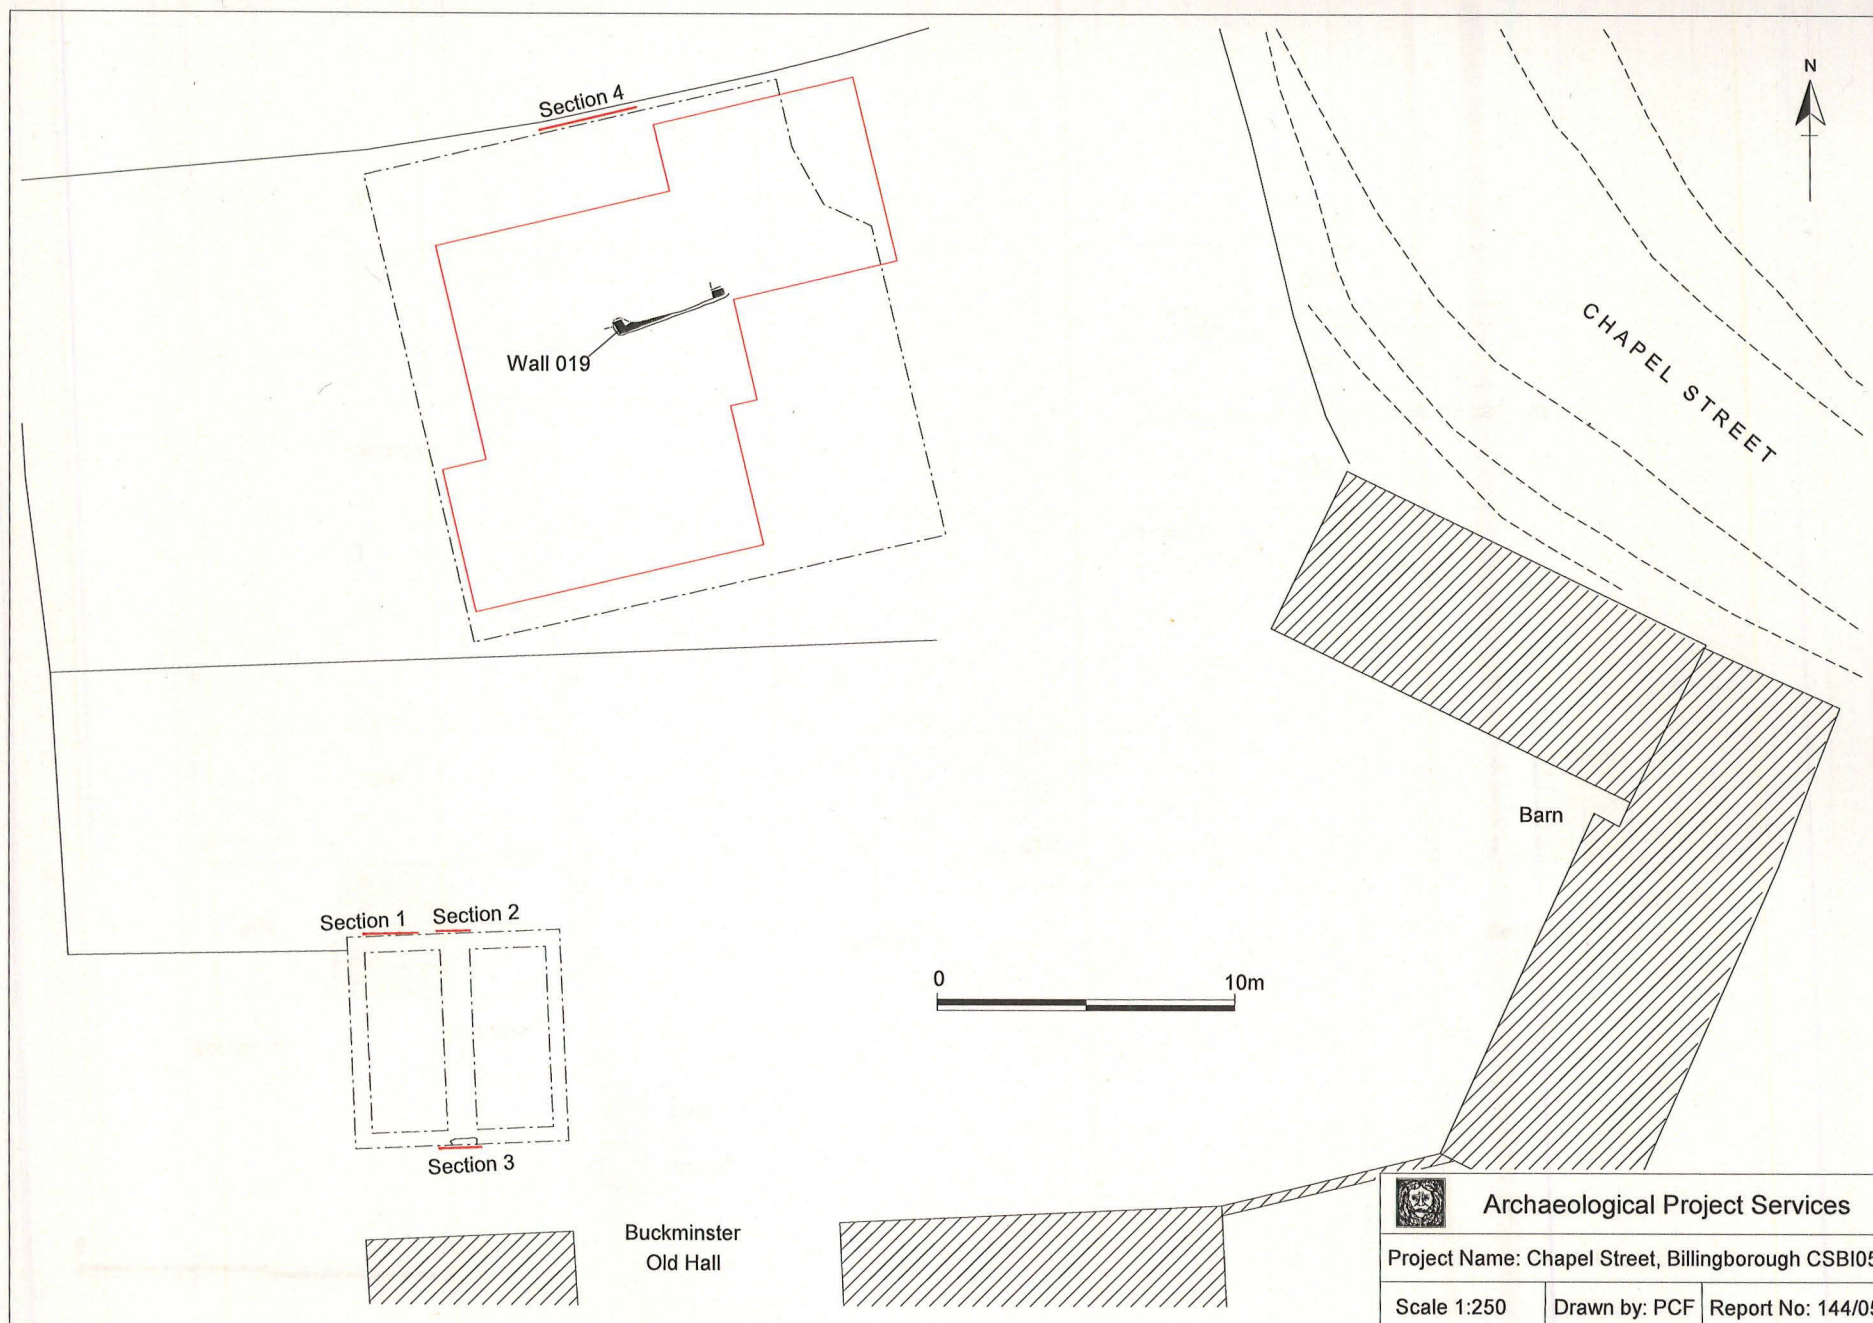 Section 4
N
CHAPEL STREET
Wall 019
Barn
Section 1
Section 2
0
10m
Section 3
Buckminster
Old Hall
Archaeological Project Services
Project Name: Chapel Street, Billingborough CSBI05
Scale 1:250
Drawn by: PCF
Report No: 144/05